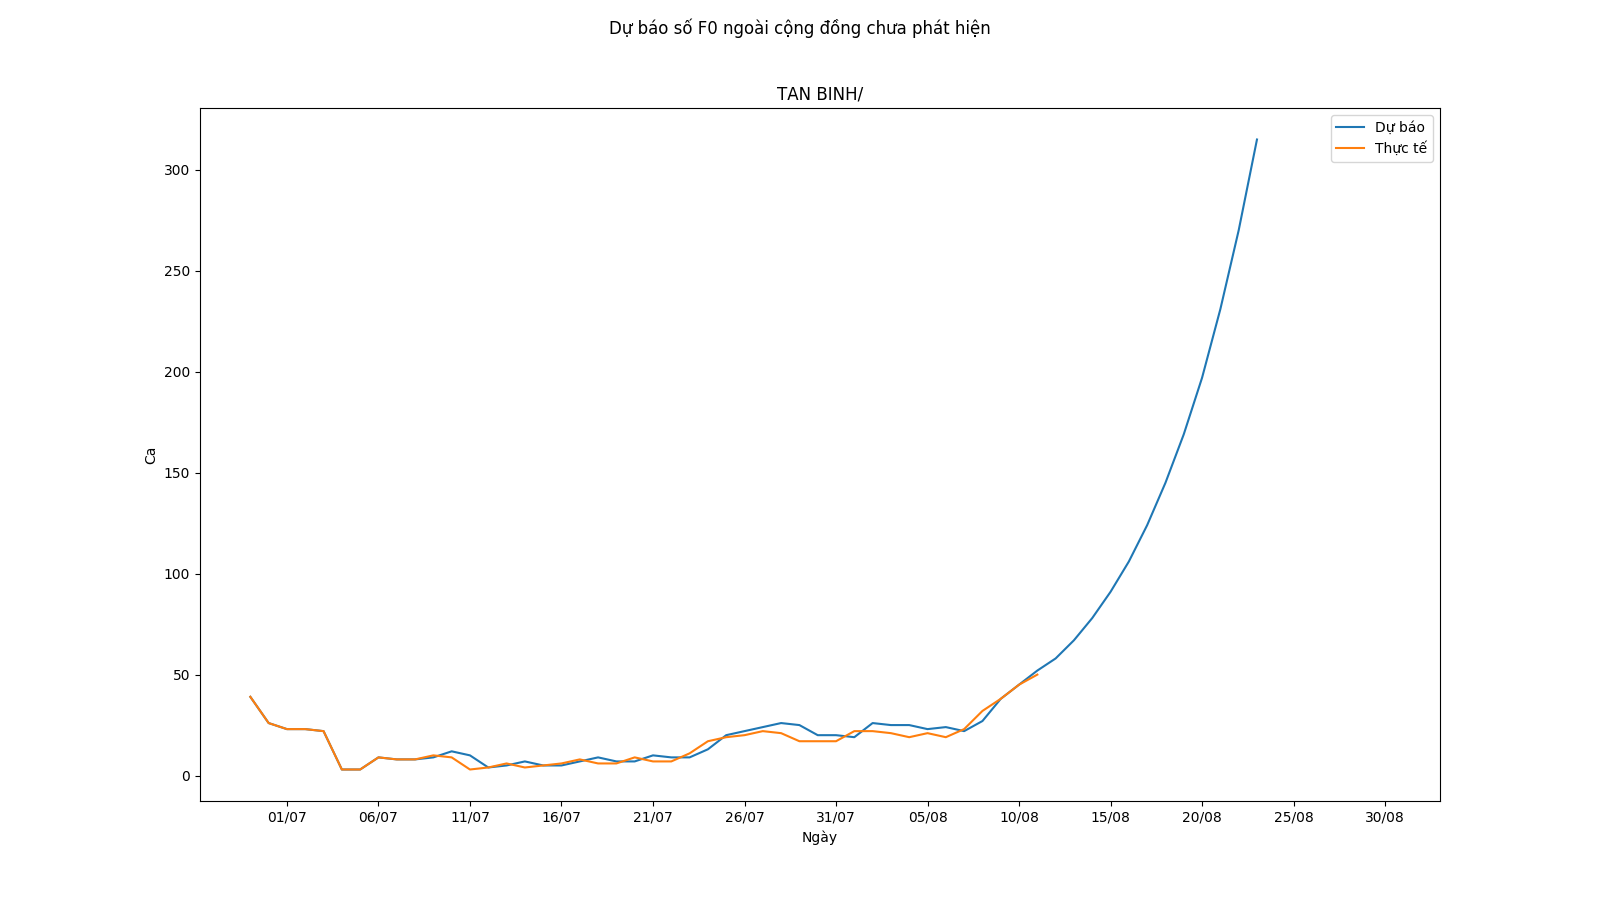 Dự báo số F0 ngoài cộng đồng chưa phát hiện
TAN BINH/
Dự báo
Thực tế
300
250
200
150
100
50
0
Ca
01/07 06/07 11/07 16/07 21/07 26/07 31/07 05/08 10/08 15/08 20/08 25/08 30/08
Ngày